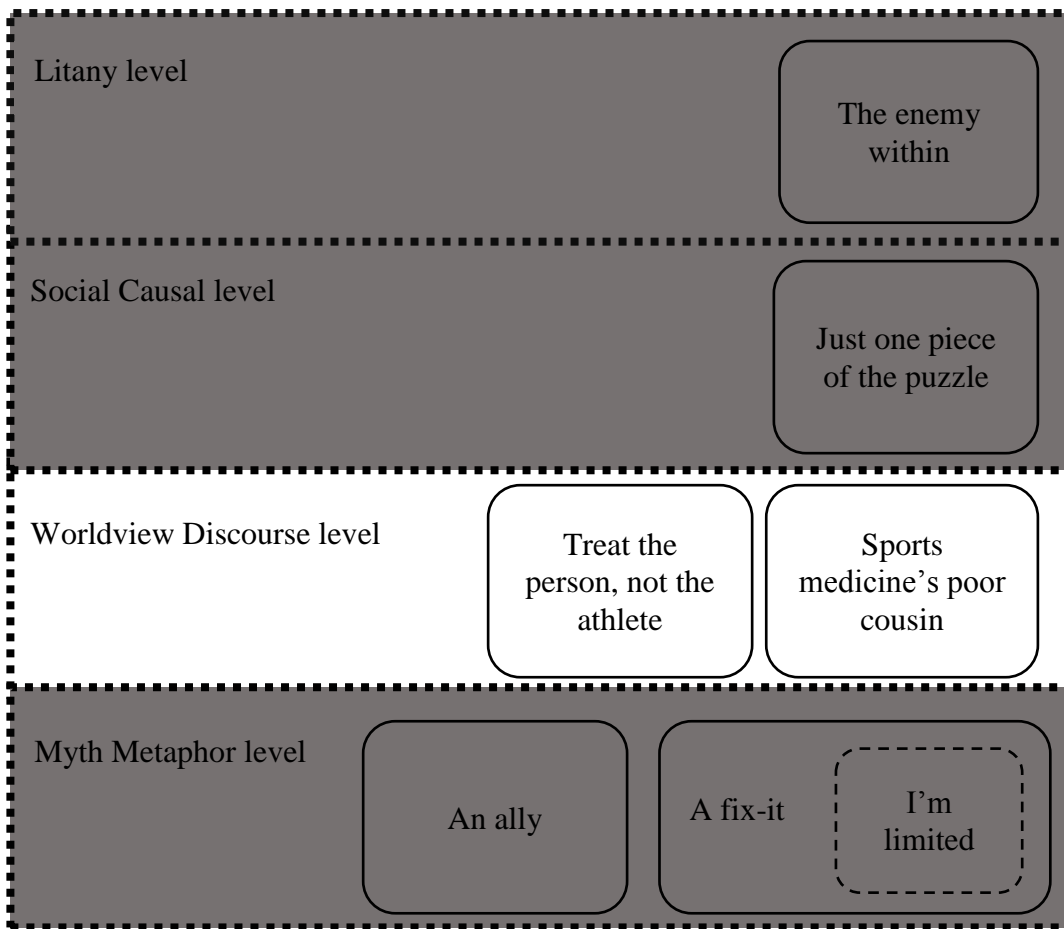 Litany level
The enemy
within
Social Causal level
Just one piece
of the puzzle
Worldview Discourse level
Treat the
person, not the
athlete
Sports
medicine’s poor
cousin
Myth Metaphor level
An ally
A fix-it
I’m
limited